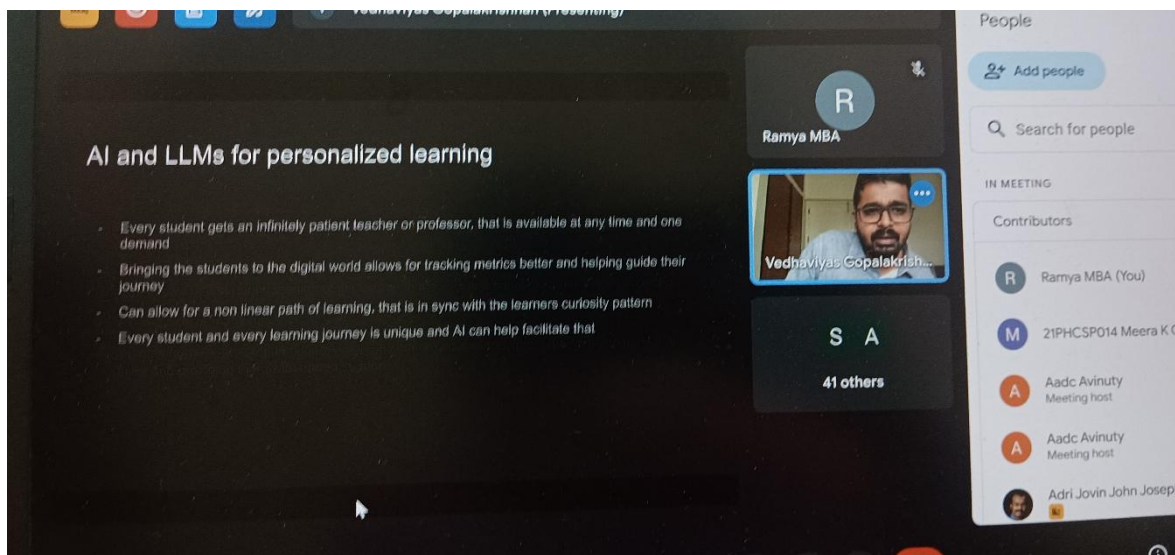 Vedhaviyas Gopalakrishnan (Presenting)
AI and LLMs for personalized learning
Every student gets an infinitely patient teacher or professor, that is available at any time and one
demand
Bringing the students to the digital world allows for tracking metrics better and helping guide their
journey
Can allow for a non linear path of learning, that is in sync with the learners curiosity pattern
Every student and every learning journey is unique and AI can help facilitate that
R
Ramya MBA
Vedhaviyas Gopalakrish...
S A
41 others
People
Add people
Search for people
IN MEETING
Contributors
R
Ramya MBA (You)
M
21PHCSP014 Meera K
A
Aadc Avinuty
Meeting host
A
Aadc Avinuty
Meeting host
Adri Jovin John Josep